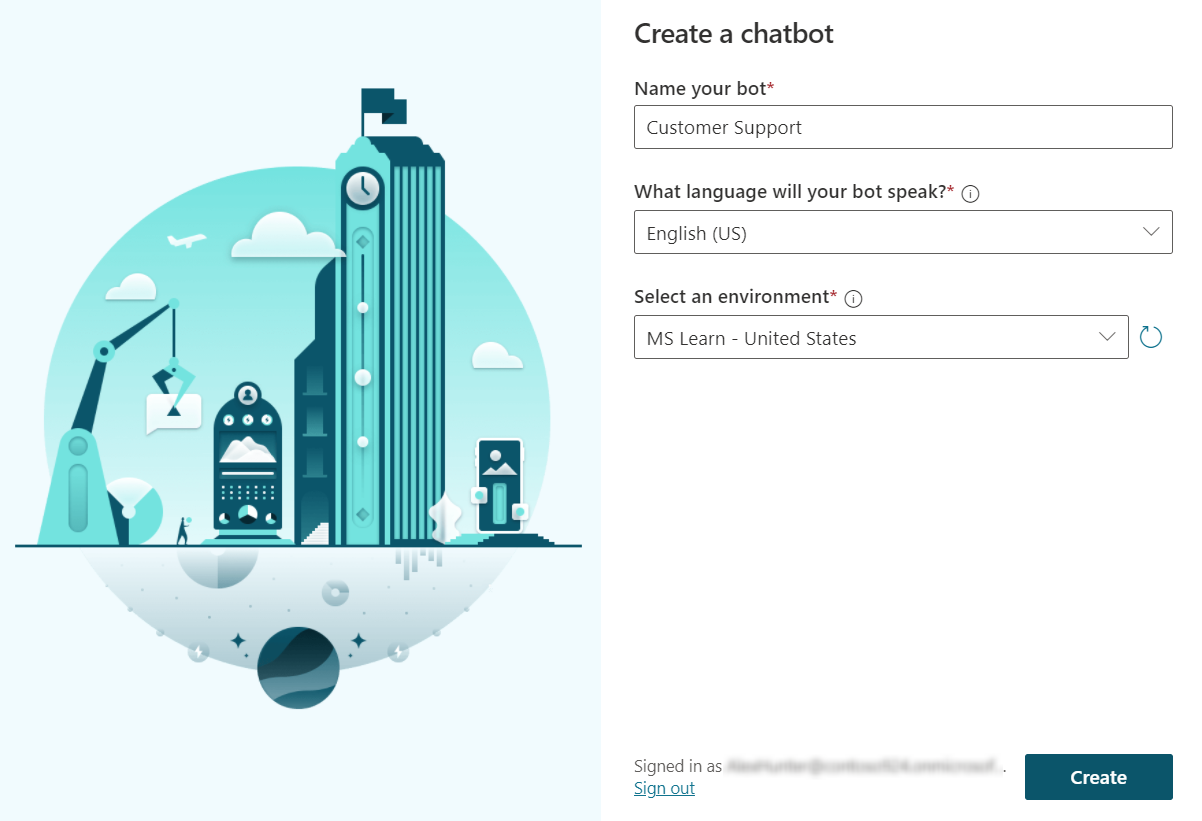 Create a chatbot
Name your bot*
Customer Support
What language will your bot speak?*
English (US)
Select an environment*
MS Learn - United States
Signed in as
Sign out
Create